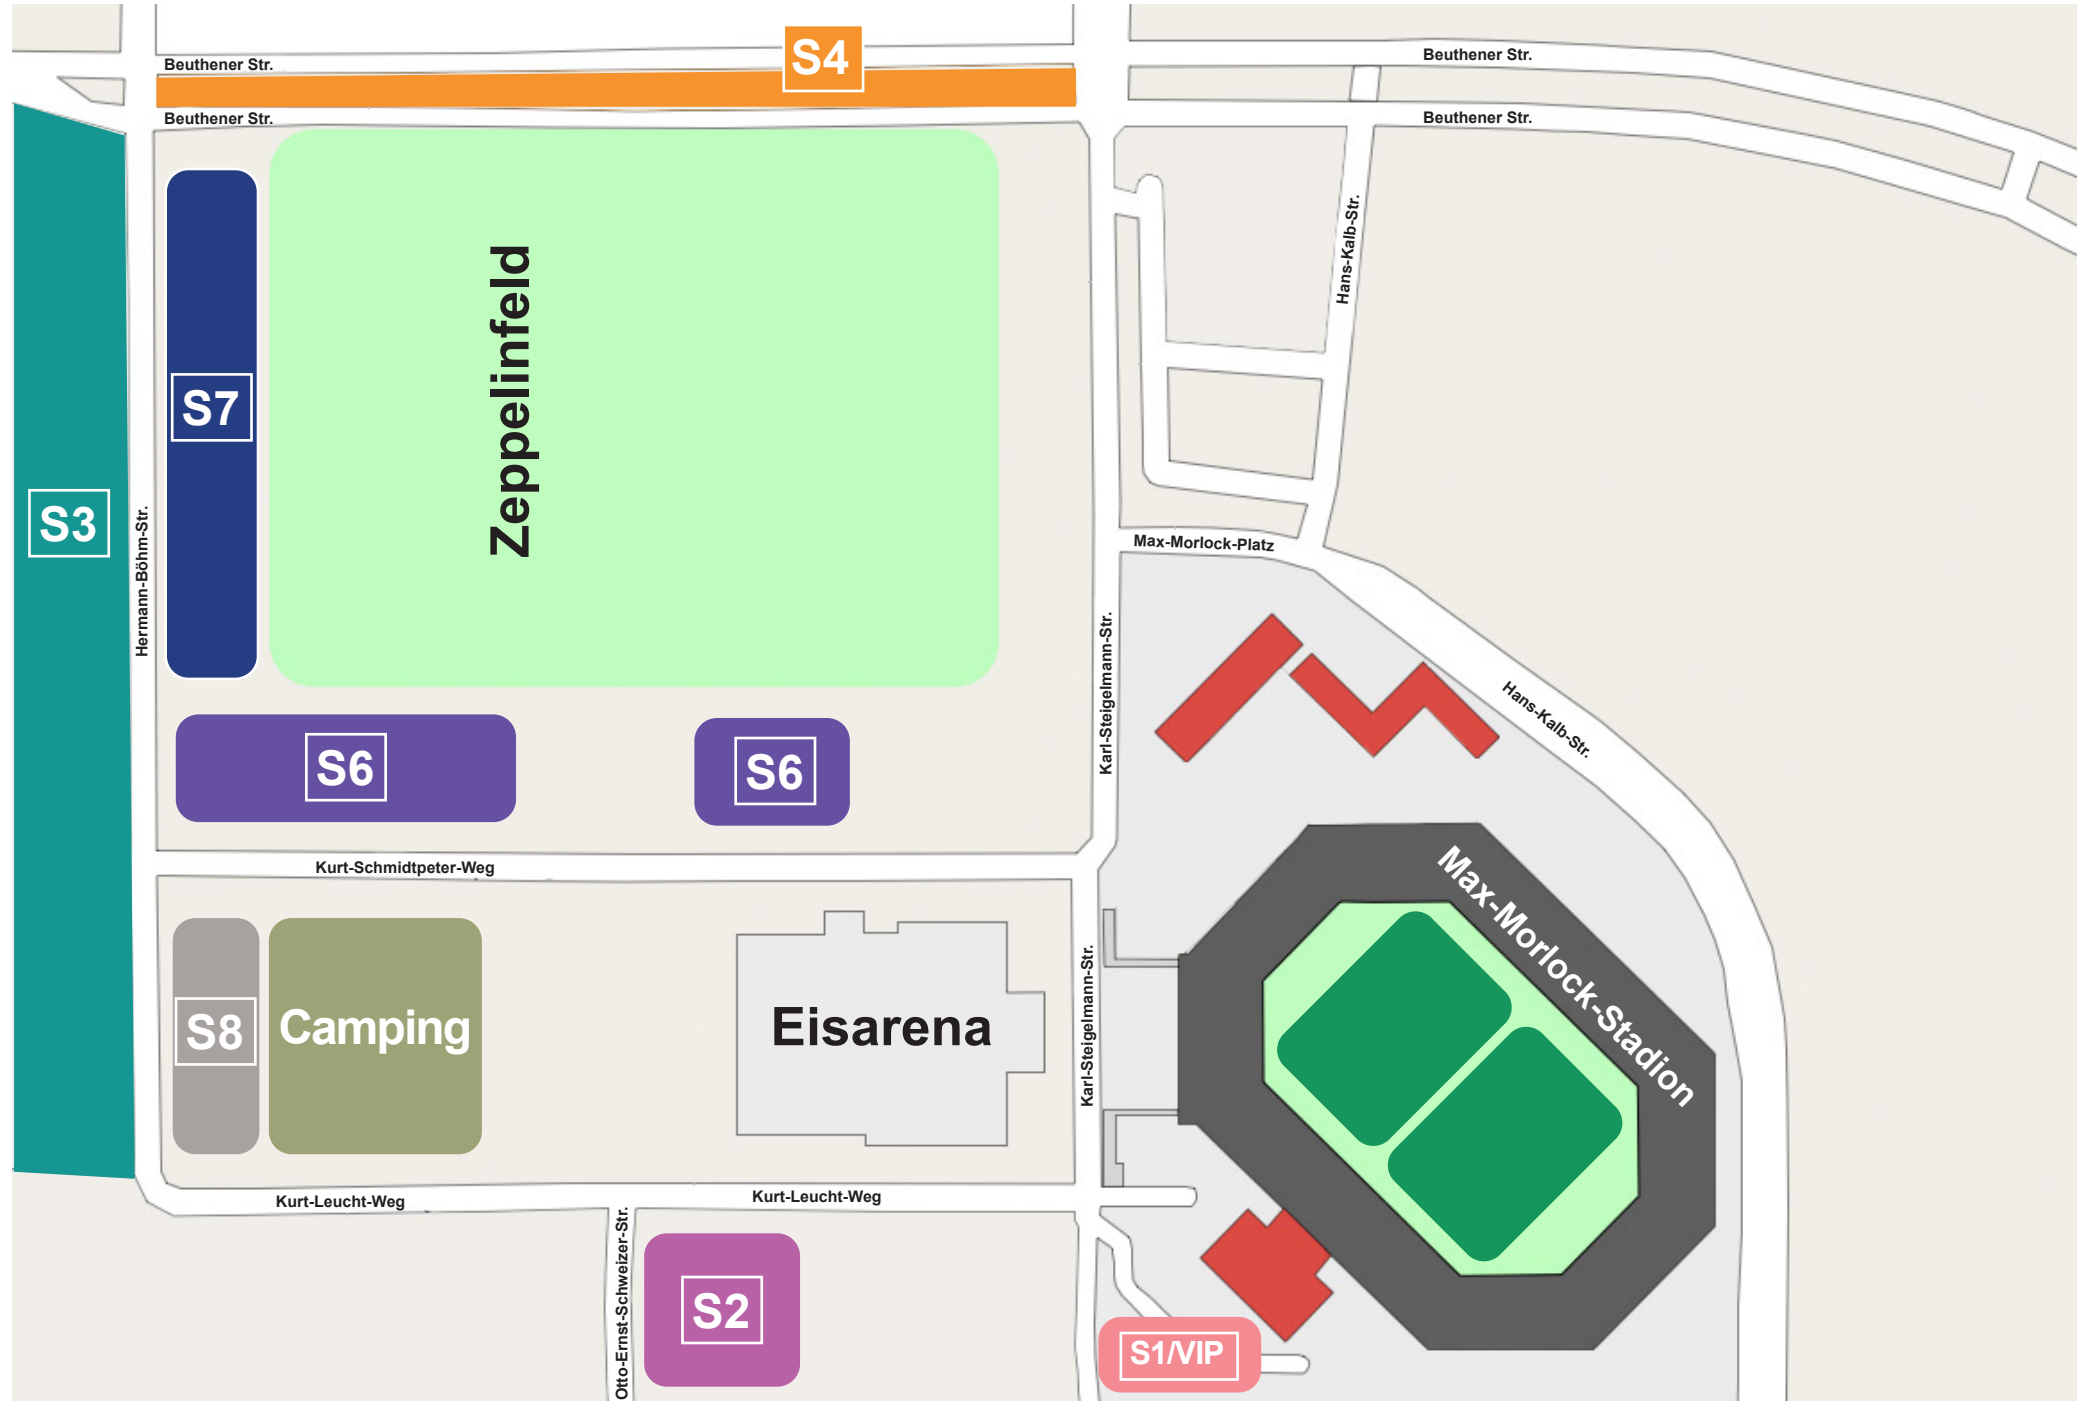 S4
Beuthener Str.
Beuthener Str.
Beuthener Str.
Beuthener Str.
Hans-Kalb-Str.
Zeppelinfeld
S7
S3
Hermann-Böhm-Str.
Max-Morlock-Platz
Karl-Steigelmann-Str.
Hans-Kalb-Str.
S6
S6
Kurt-Schmidtpeter-Weg
Max-Morlock-Stadion
S8
Camping
Eisarena
Karl-Steigelmann-Str.
Kurt-Leucht-Weg
Kurt-Leucht-Weg
Otto-Ernst-Schweizer-Str.
S2
S1/VIP